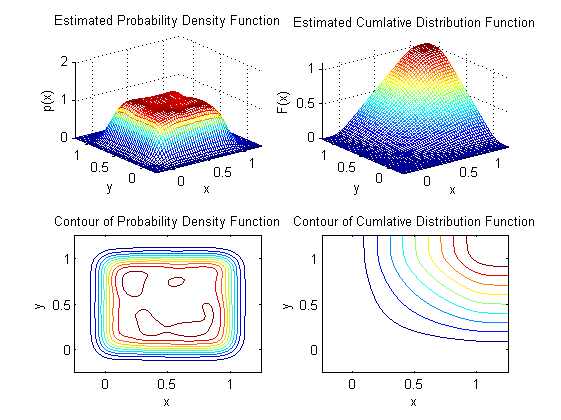 Estimated Probability Density Function
Estimated Cumlative Distribution Function
2
1
0
p(x)
1
0.5
0
y
0
0.5
1
x
1
0.5
0
F(x)
1
0.5
0
y
0
0.5
1
x
Contour of Probability Density Function
Contour of Cumlative Distribution Function
1
0.5
0
y
0
0.5
1
x
1
0.5
0
y
0
0.5
1
x